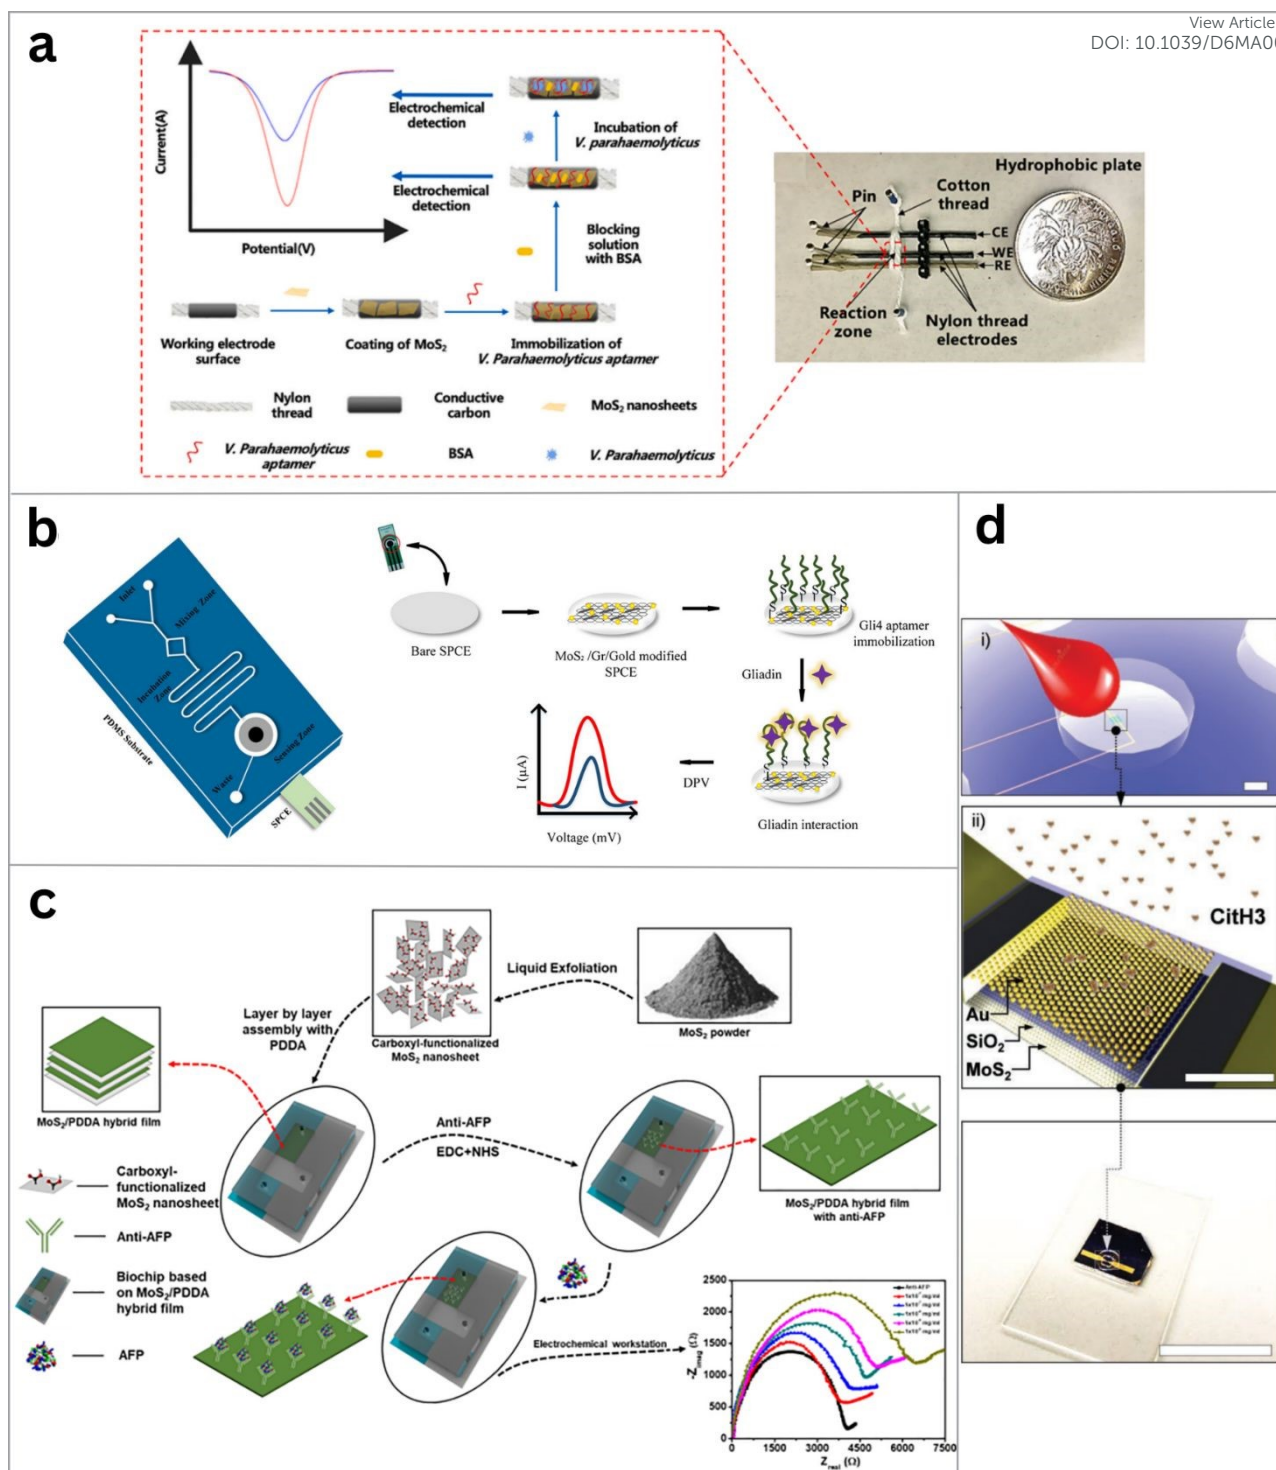 View Article
DOI: 10.1039/D6MA00
a
Current(A)
Potential(V)
Electrochemical
detection
Incubation of
V. parahaemolyticus
Electrochemical
detection
Blocking
solution
with BSA
Working electrode
surface
Coating of MoS2
Immobilization of
V. Parahaemolyticus aptamer
Nylon
thread
Conductive
carbon
MoS2 nanosheets
V. Parahaemolyticus
aptamer
BSA
V. Parahaemolyticus
Hydrophobic plate
Pin
Cotton
thread
CE
WE
RE
Reaction
zone
Nylon thread
electrodes
b
Inlet
Mixing Zone
Incubation
Zone
PDMS Substrate
Sensing Zone
Waste
SPCE
Bare SPCE
MoS2 /Gr/Gold modified
SPCE
S
Gli4 aptamer
immobilization
Gliadin
S
Gliadin interaction
DPV
I (µA)
Voltage (mV)
c
Liquid Exfoliation
MoS2 powder
Carboxyl-functionalized
MoS2 nanosheet
Layer by layer
assembly with
PDDA
MoS2/PDDA hybrid film
Anti-AFP
EDC+NHS
MoS2/PDDA hybrid film
with anti-AFP
Carboxyl-
functionalized
MoS2 nanosheet
Anti-AFP
Biochip based
on MoS2/PDDA
hybrid film
AFP
Electrochemical workstation
-Zimag (Ω)
2500
2000
1500
1000
500
0
0
1500
3000
4500
6000
7500
Zreal (Ω)
Anti-AFP
d
i)
ii)
CitH3
Au
SiO2
MoS2